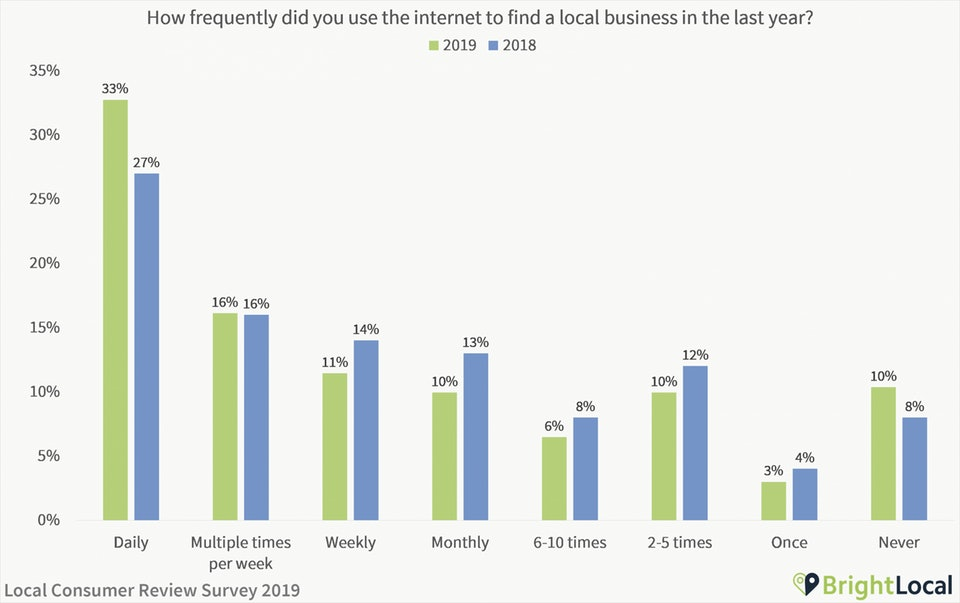 How frequently did you use the internet to find a local business in the last year?
2019 2018
35%
30%
25%
20%
15%
10%
5%
0%
33%
27%
16% 16%
11%
14%
10%
13%
6%
8%
10%
12%
3%
4%
10%
8%
Daily
Multiple times
per week
Weekly
Monthly
6-10 times
2-5 times
Once
Never
Local Consumer Review Survey 2019
BrightLocal